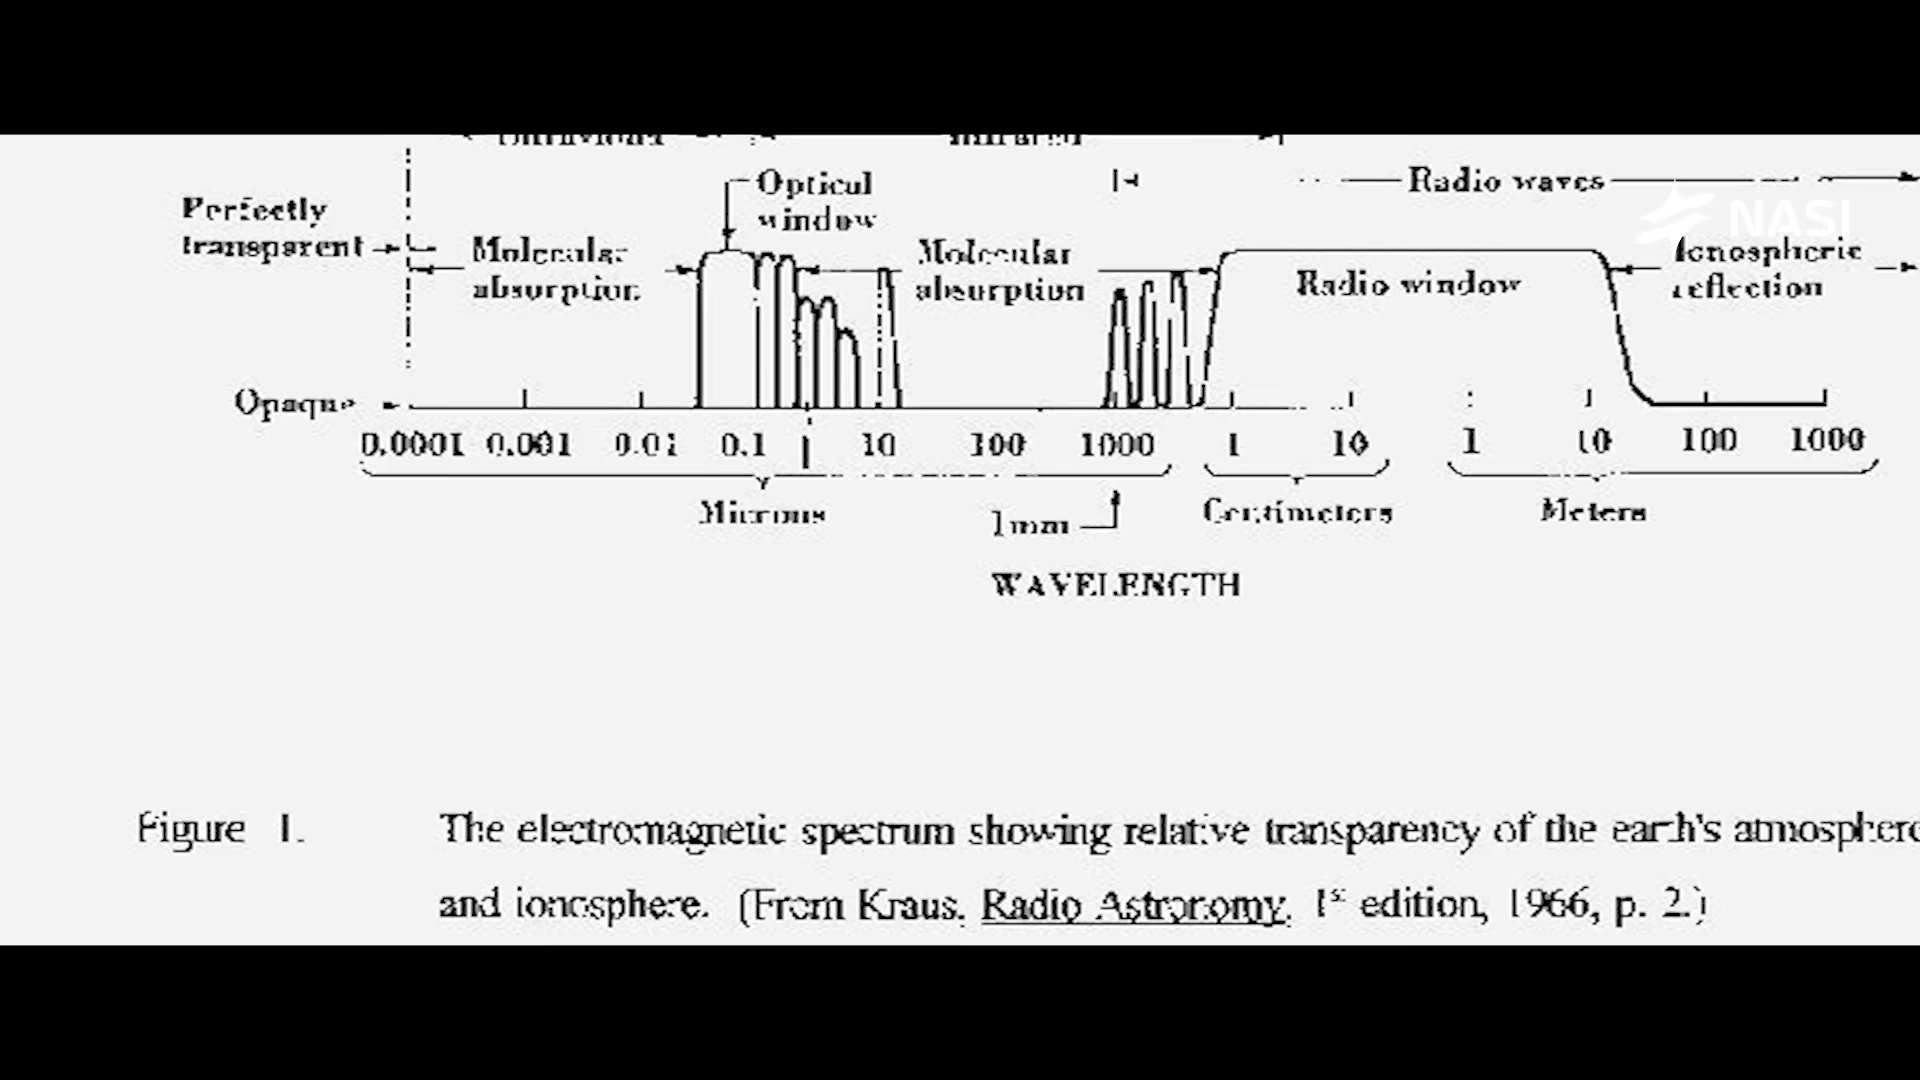 Optical
window
Radio waves
NASI
Perfectly
transparent
Molecular
absorption
Molecular
absorption
Radio window
Ionospheric
reflection
Opaque
0.0001 0.001 0.01 0.1 1 10 100 1000 1 10 1 10 100 1000
Microns
1mm
Centimeters
Meters
WAVELENGTH
Figure 1.
The electromagnetic spectrum showing relative transparency of the earth's atmosphere
and ionosphere. (From Kraus, Radio Astronomy, 1st edition, 1966, p. 2.)